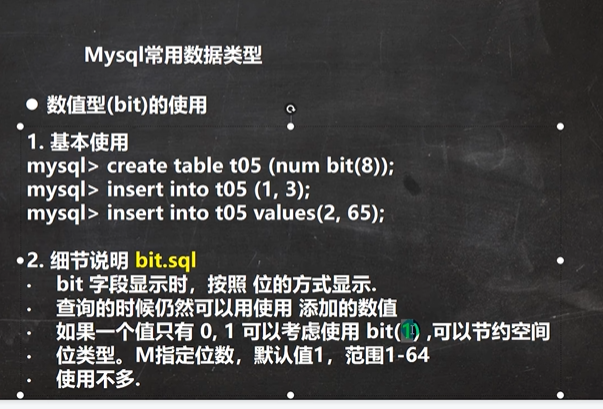 Mysql常用数据类型
● 数值型(bit)的使用
1. 基本使用
mysql> create table t05 (num bit(8));
mysql> insert into t05 (1, 3);
mysql> insert into t05 values(2, 65);
2. 细节说明 bit.sql
· bit 字段显示时，按照 位的方式显示.
· 查询的时候仍然可以用使用 添加的数值
· 如果一个值只有 0, 1 可以考虑使用 bit(1) ,可以节约空间
· 位类型。M指定位数，默认值1，范围1-64
· 使用不多.